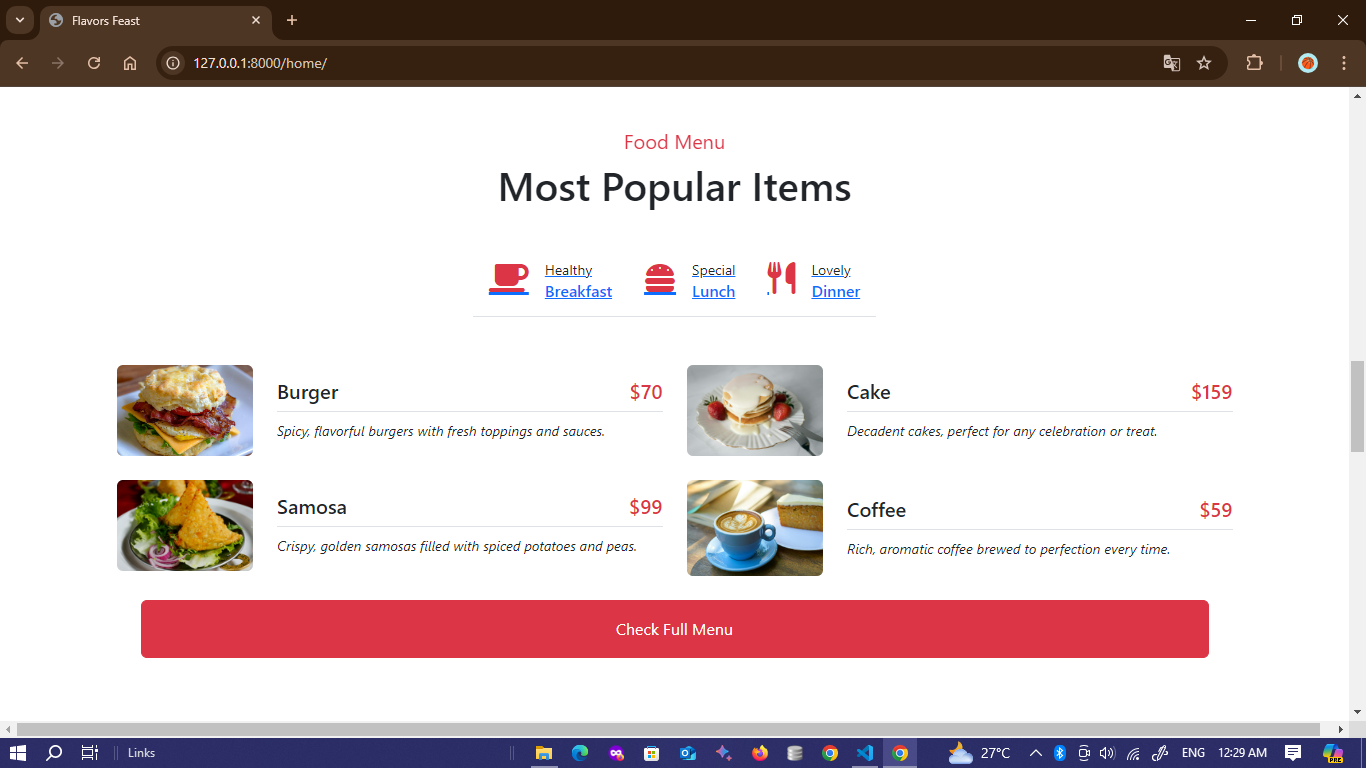 Flavors Feast
127.0.0.1:8000/home/
Food Menu
Most Popular Items
Healthy
Breakfast
Special
Lunch
Lovely
Dinner
Burger $70
Spicy, flavorful burgers with fresh toppings and sauces.
Cake $159
Decadent cakes, perfect for any celebration or treat.
Samosa $99
Crispy, golden samosas filled with spiced potatoes and peas.
Coffee $59
Rich, aromatic coffee brewed to perfection every time.
Check Full Menu
Links
27°C
ENG
12:29 AM
PRE